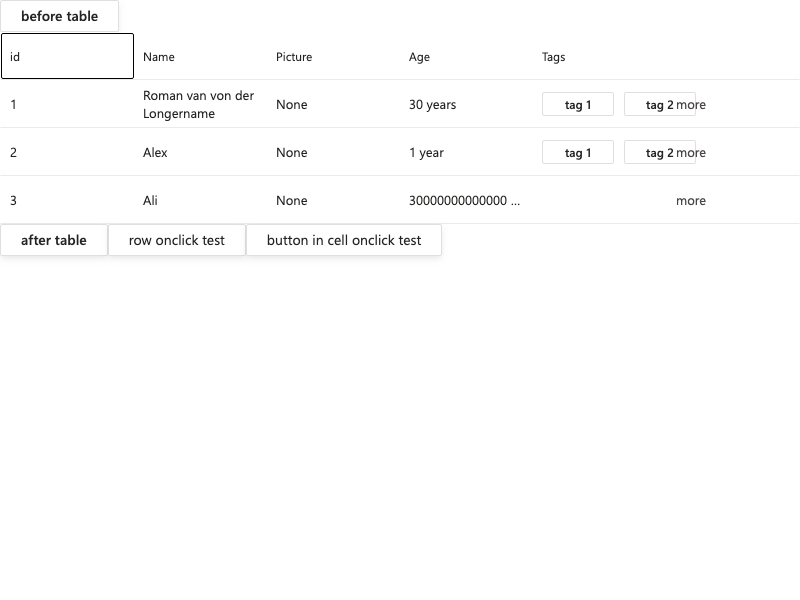 before table
id Name Picture Age Tags
1 Roman van von der Longername None 30 years tag 1 tag 2 more
2 Alex None 1 year tag 1 tag 2 more
3 Ali None 30000000000000 ... more
after table row onclick test button in cell onclick test